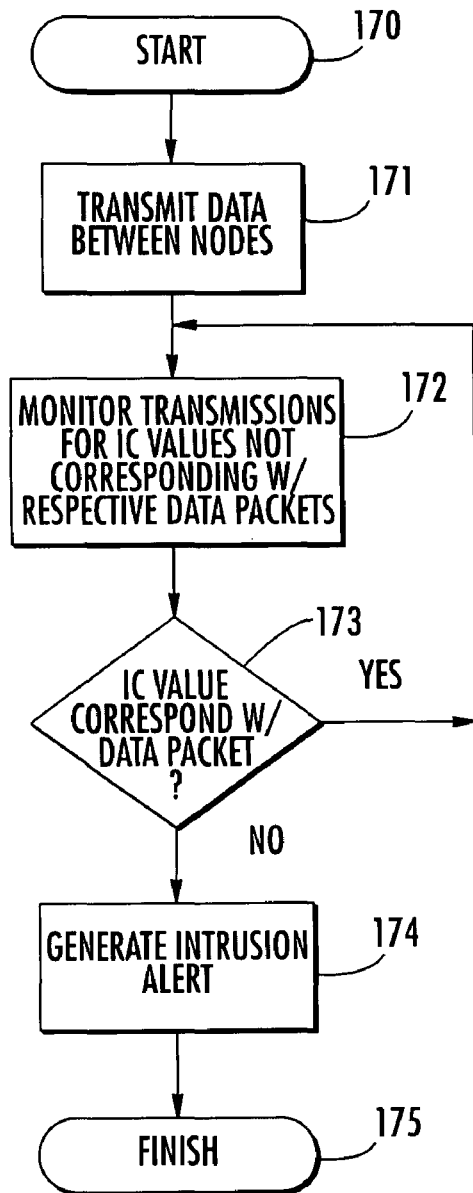 START
170
171
TRANSMIT DATA
BETWEEN NODES
172
MONITOR TRANSMISSIONS
FOR IC VALUES NOT
CORRESPONDING W/
RESPECTIVE DATA PACKETS
173
IC VALUE
CORRESPOND W/
DATA PACKET
?
YES
NO
174
GENERATE INTRUSION
ALERT
175
FINISH